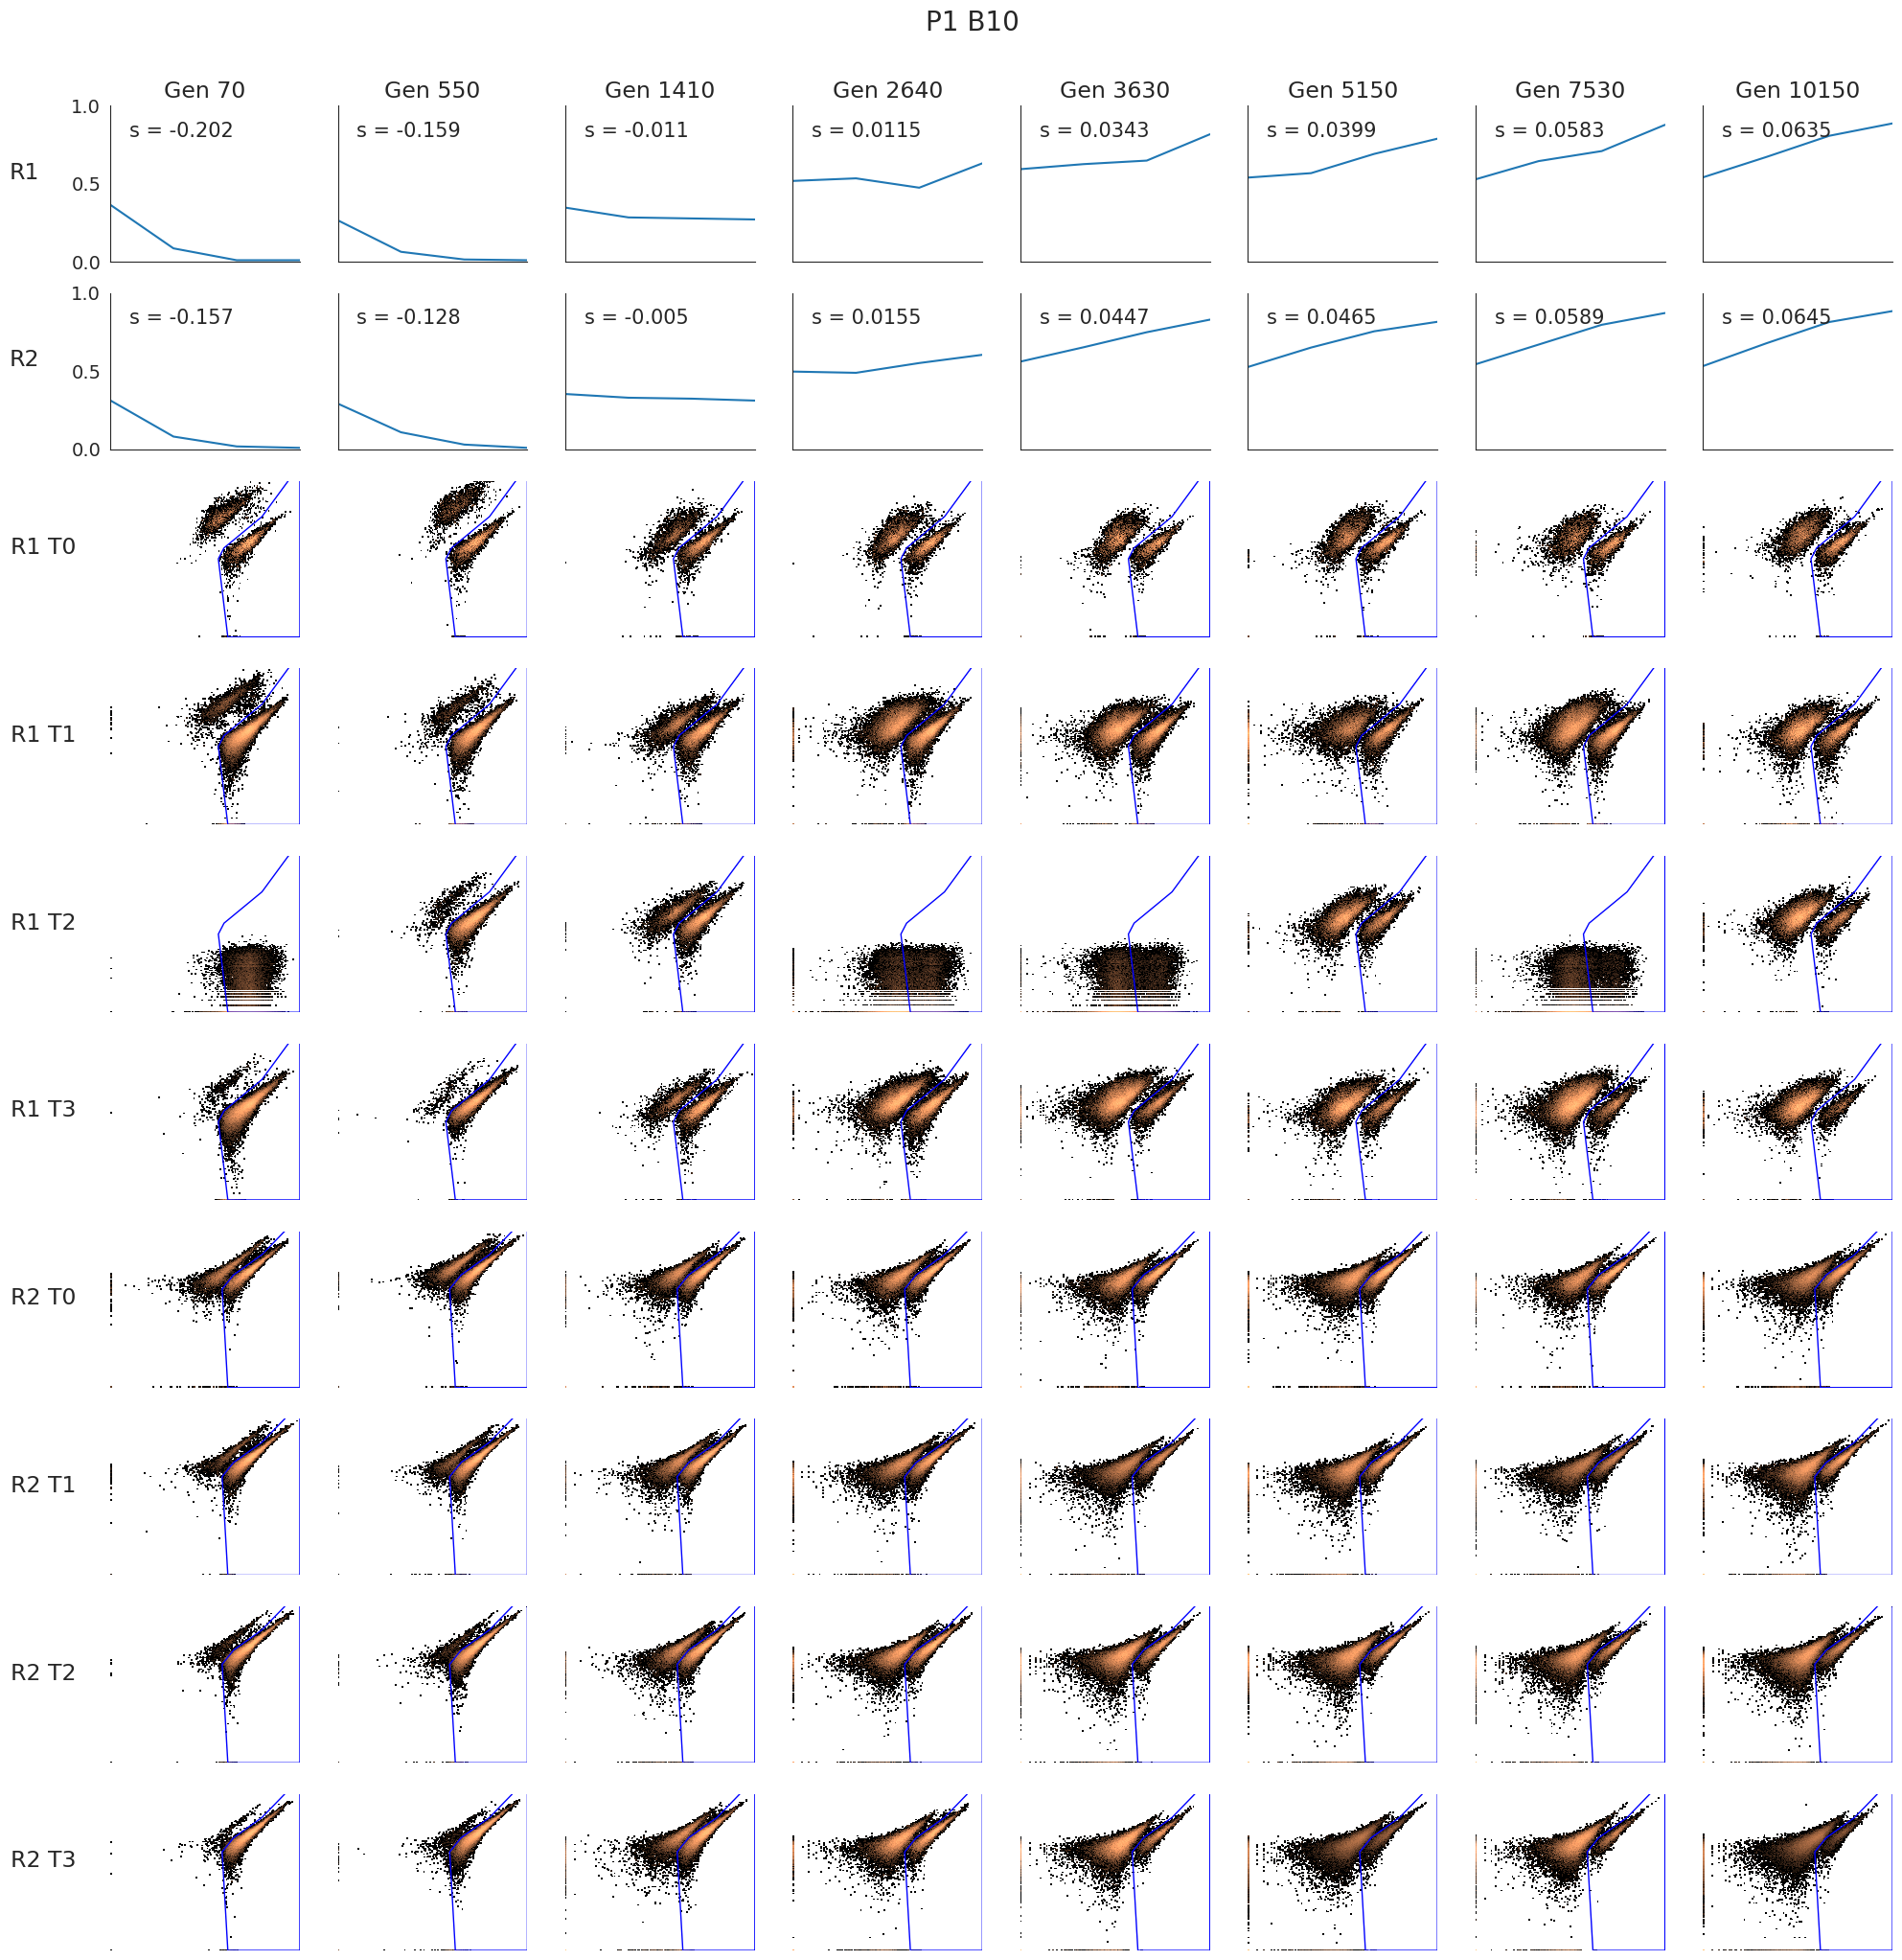 P1 B10
Gen 70 Gen 550 Gen 1410 Gen 2640 Gen 3630 Gen 5150 Gen 7530 Gen 10150
1.0
s = -0.202 s = -0.159 s = -0.011 s = 0.0115 s = 0.0343 s = 0.0399 s = 0.0583 s = 0.0635
R1
0.5
0.0
1.0
s = -0.157 s = -0.128 s = -0.005 s = 0.0155 s = 0.0447 s = 0.0465 s = 0.0589 s = 0.0645
R2
0.5
0.0
R1 T0
R1 T1
R1 T2
R1 T3
R2 T0
R2 T1
R2 T2
R2 T3